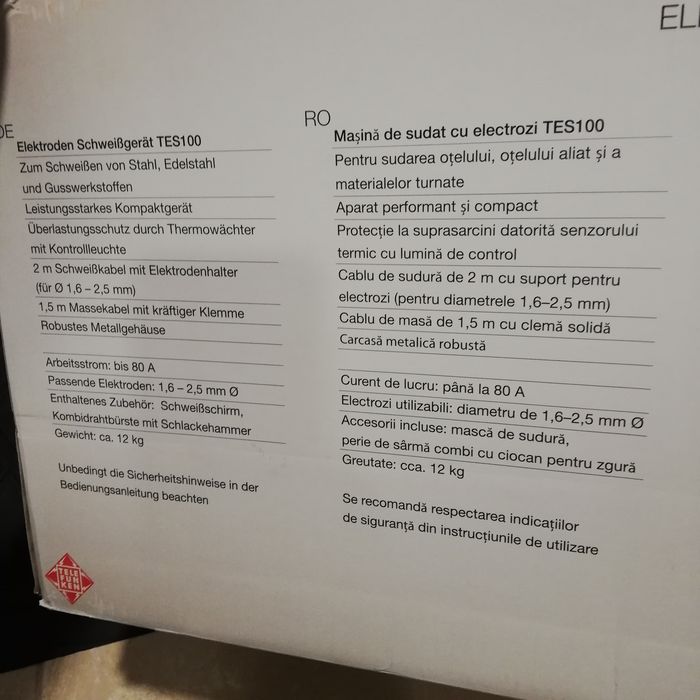 DE
Elektroden Schweißgerät TES100
Zum Schweißen von Stahl, Edelstahl
und Gusswerkstoffen
Leistungsstarkes Kompaktgerät
Überlastungsschutz durch Thermowächter
mit Kontrollleuchte
2 m Schweißkabel mit Elektrodenhalter
(für Ø 1,6 – 2,5 mm)
1,5 m Massekabel mit kräftiger Klemme
Robustes Metallgehäuse
Arbeitsstrom: bis 80 A
Passende Elektroden: 1,6 – 2,5 mm Ø
Enthaltenes Zubehör: Schweißschirm,
Kombidrahtbürste mit Schlackehammer
Gewicht: ca. 12 kg
Unbedingt die Sicherheitshinweise in der
Bedienungsanleitung beachten
TELE
FUN
KEN
RO
Mașină de sudat cu electrozi TES100
Pentru sudarea oțelului, oțelului aliat și a
materialelor turnate
Aparat performant și compact
Protecție la suprasarcini datorită senzorului
termic cu lumină de control
Cablu de sudură de 2 m cu suport pentru
electrozi (pentru diametrele 1,6–2,5 mm)
Cablu de masă de 1,5 m cu clemă solidă
Carcasă metalică robustă
Curent de lucru: până la 80 A
Electrozi utilizabili: diametru de 1,6–2,5 mm Ø
Accesorii incluse: mască de sudură,
perie de sârmă combi cu ciocan pentru zgură
Greutate: cca. 12 kg
Se recomandă respectarea indicațiilor
de siguranță din instrucțiunile de utilizare